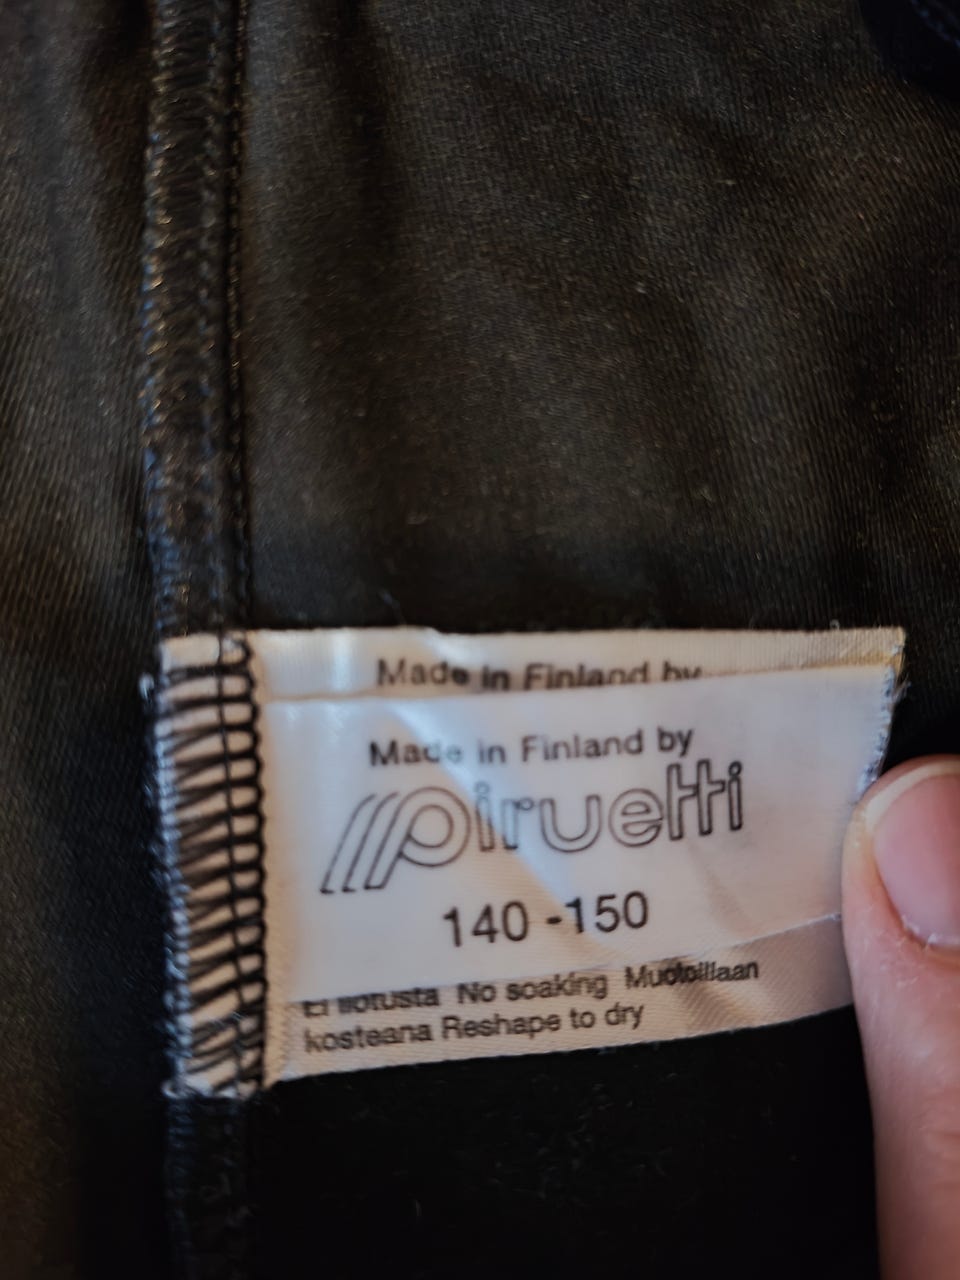 Made in Finland by
Made in Finland by
piruetti
140 -150
Ei liotusta No soaking Muotoillaan
kosteana Reshape to dry